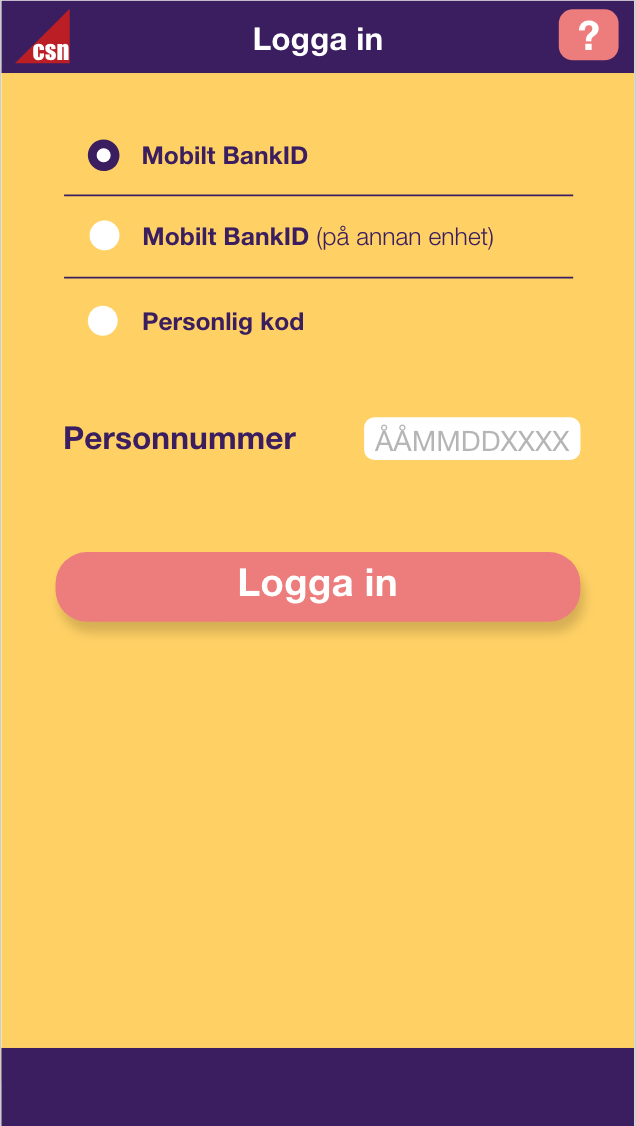 csn
Logga in
?
Mobilt BankID
Mobilt BankID (på annan enhet)
Personlig kod
Personnummer
ÅÅMMDDXXXX
Logga in